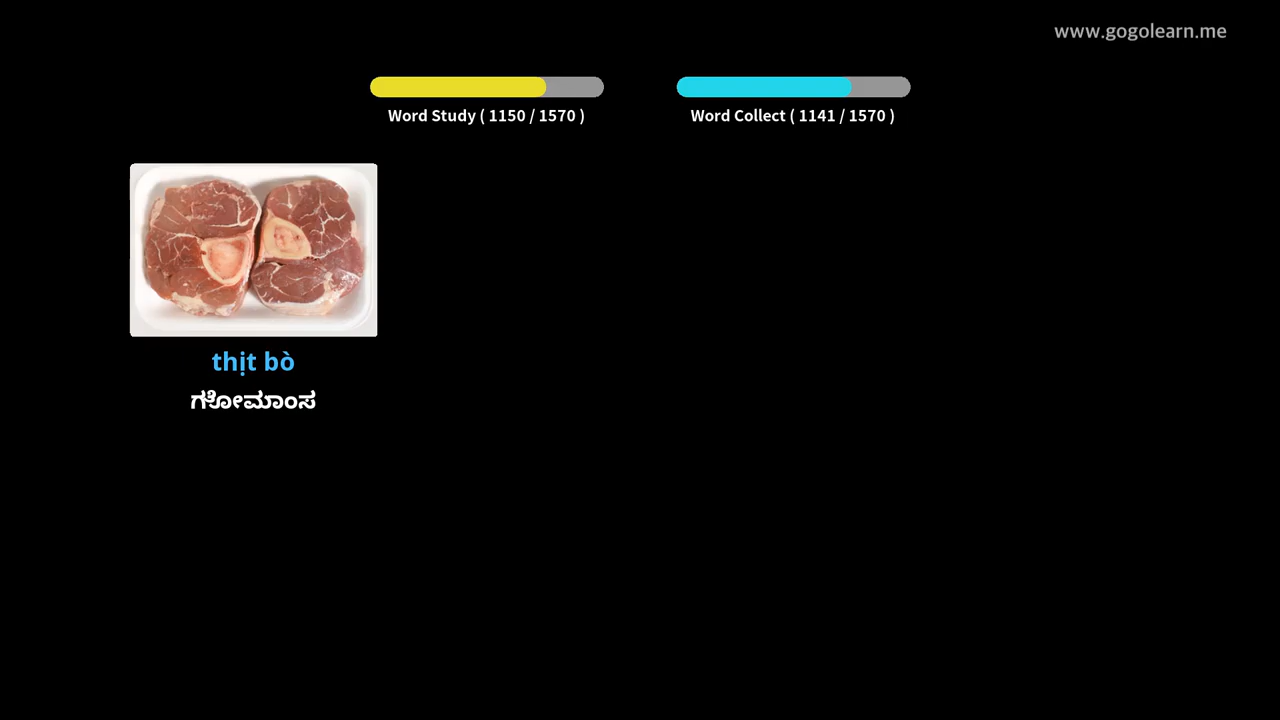 www.gogolearn.me
Word Study ( 1150 / 1570 )
Word Collect ( 1141 / 1570 )
thịt bò
ಗೋಮಾಂಸ